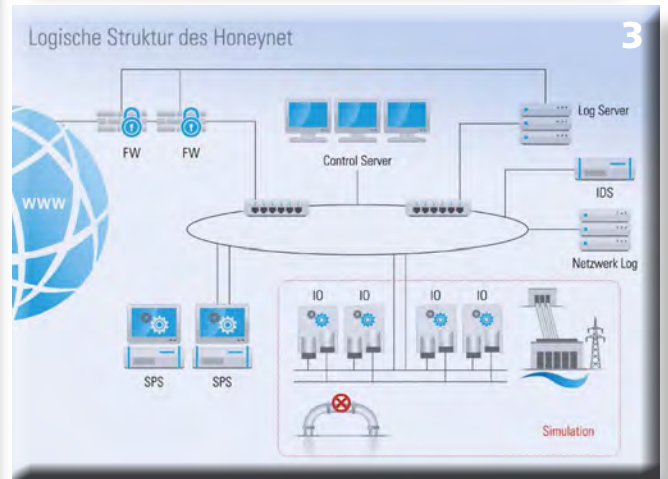 Logische Struktur des Honeynet
3
Log Server
FW
FW
Control Server
IDS
WWW
Netzwerk Log
IO
IO
IO
IO
SPS
SPS
Simulation